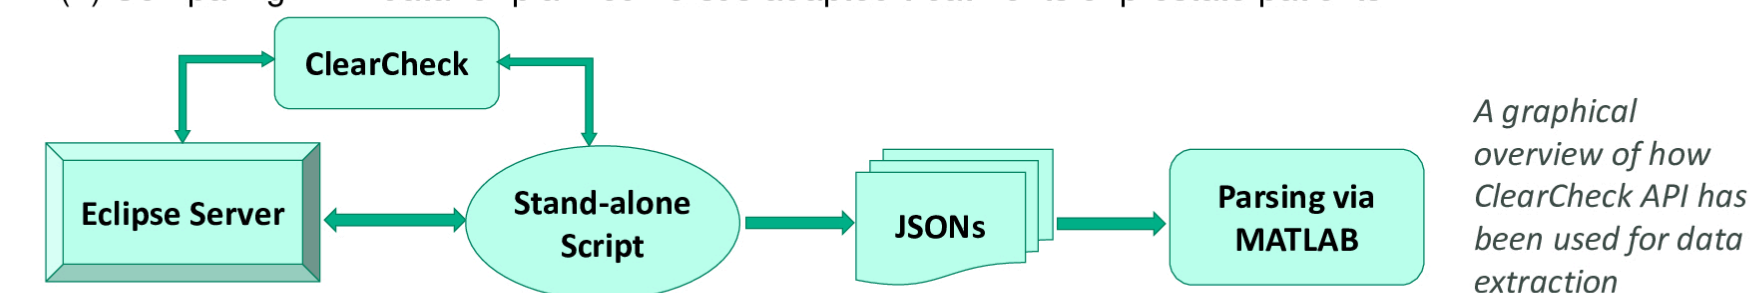 ClearCheck
Eclipse Server
Stand-alone
Script
JSONs
Parsing via
MATLAB
A graphical
overview of how
ClearCheck API has
been used for data
extraction